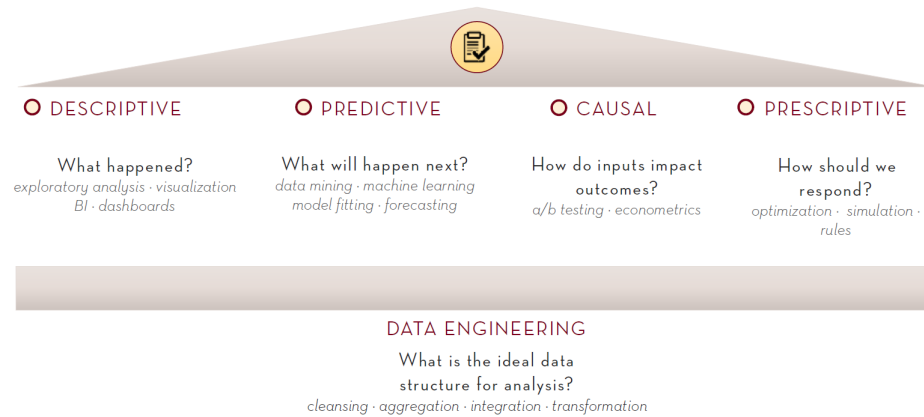 DESCRIPTIVE
What happened?
exploratory analysis · visualization
BI · dashboards
PREDICTIVE
What will happen next?
data mining · machine learning
model fitting · forecasting
CAUSAL
How do inputs impact
outcomes?
a/b testing · econometrics
PRESCRIPTIVE
How should we
respond?
optimization · simulation ·
rules
DATA ENGINEERING
What is the ideal data
structure for analysis?
cleansing · aggregation · integration · transformation